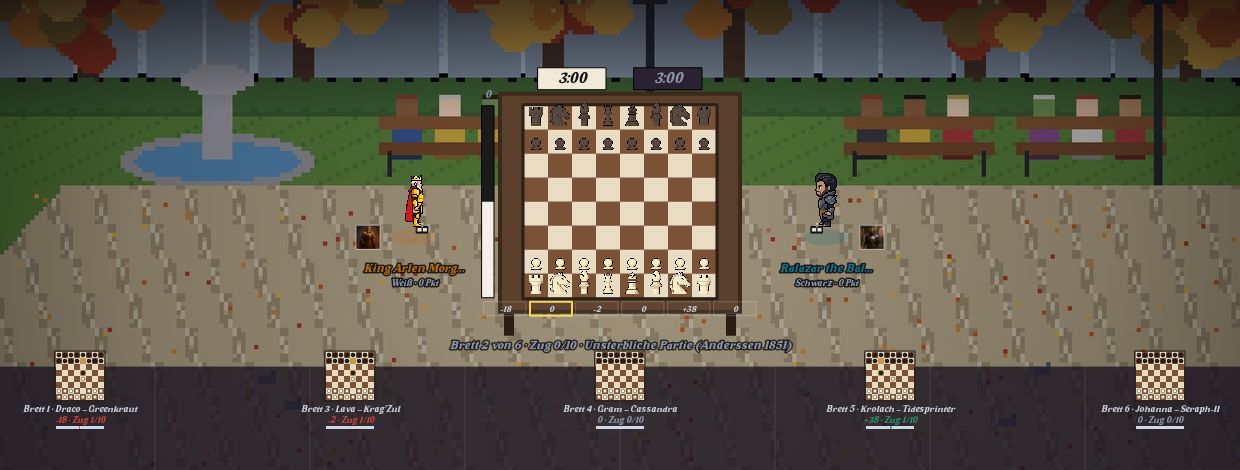 3:00
3:00
0
King Arlen Morg...
Weiß · 0 Pkt
Ralazar the Bal...
Schwarz · 0 Pkt
-18 0 -2 0 +38 0
Brett 2 von 6 · Zug 0/10 · Unsterbliche Partie (Anderssen 1851)
Brett 1 · Draco – Greenkraut
-18 · Zug 1/10
Brett 3 · Lava – Krag'Zul
-2 · Zug 1/10
Brett 4 · Gram – Cassandra
0 · Zug 0/10
Brett 5 · Krolach – Tidesprinter
+38 · Zug 1/10
Brett 6 · Johanna – Seraph-11
0 · Zug 0/10